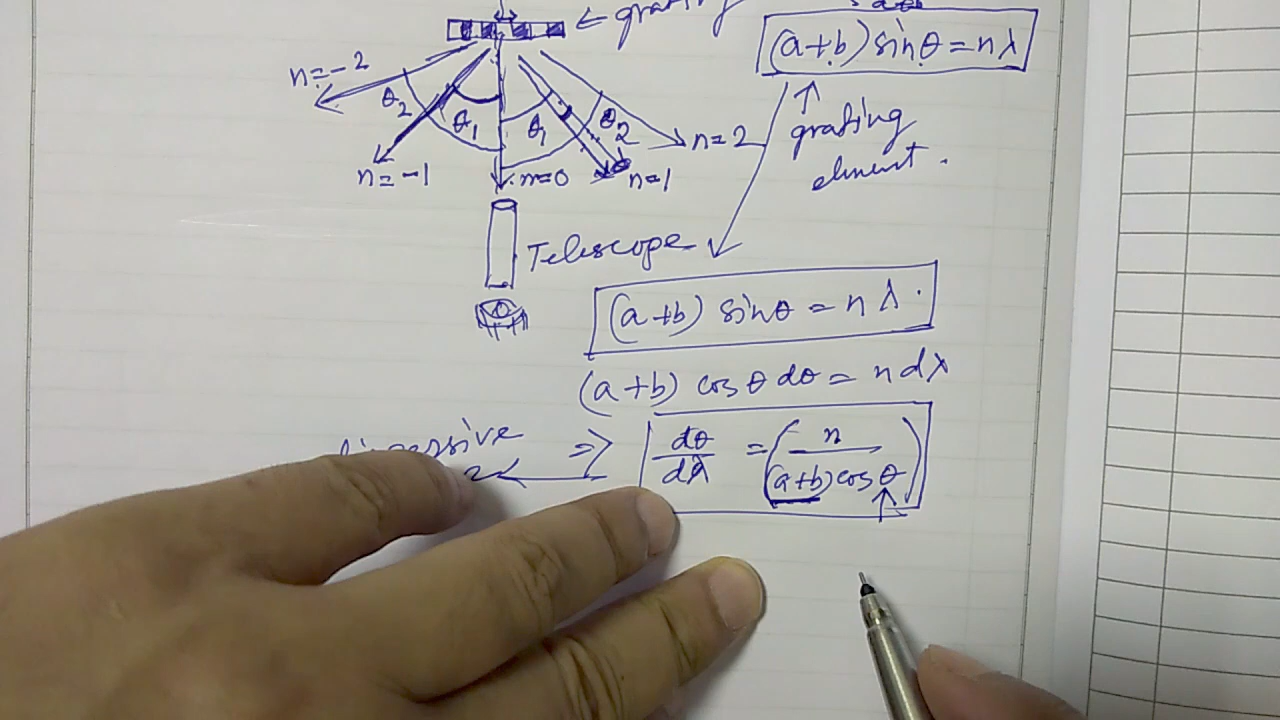 ← grating
(a+b) sinθ = nλ
n=-2
θ2
θ1
θ1
θ2
n=2
grating
element.
n=-1
n=0
n=1
Telescope
(a+b) sinθ = nλ.
(a+b) cosθ dθ = n dλ
⇒ dθ/dλ = (n/(a+b)cosθ)